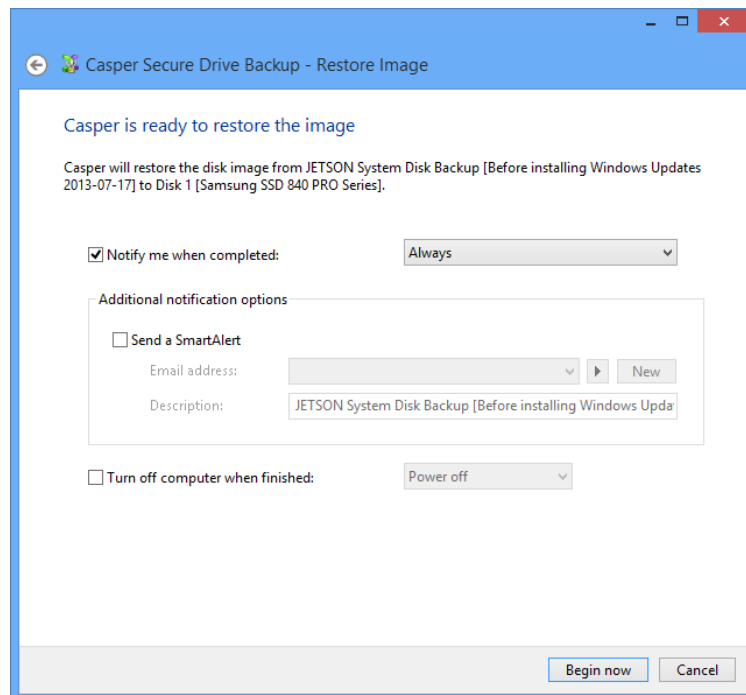 Casper Secure Drive Backup - Restore Image
Casper is ready to restore the image
Casper will restore the disk image from JETSON System Disk Backup [Before installing Windows Updates
2013-07-17] to Disk 1 [Samsung SSD 840 PRO Series].
Notify me when completed: Always
Additional notification options
Send a SmartAlert
Email address: New
Description: JETSON System Disk Backup [Before installing Windows Upda
Turn off computer when finished: Power off
Begin now Cancel